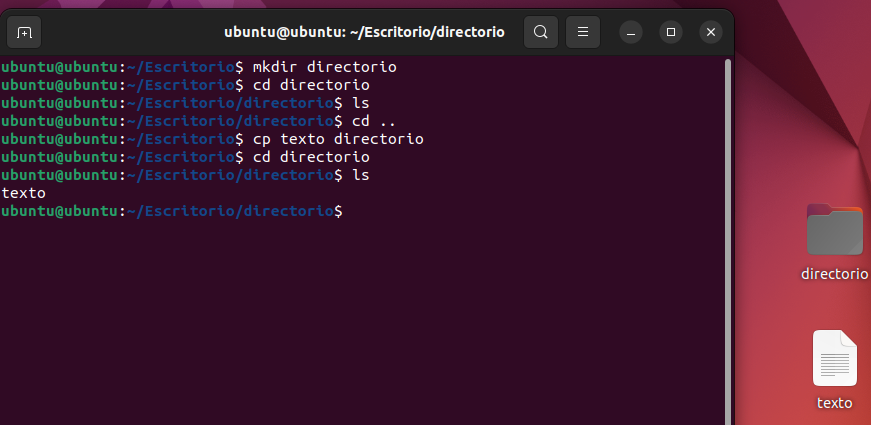 ubuntu@ubuntu: ~/Escritorio/directorio
ubuntu@ubuntu:~/Escritorio$ mkdir directorio
ubuntu@ubuntu:~/Escritorio$ cd directorio
ubuntu@ubuntu:~/Escritorio/directorio$ ls
ubuntu@ubuntu:~/Escritorio/directorio$ cd ..
ubuntu@ubuntu:~/Escritorio$ cp texto directorio
ubuntu@ubuntu:~/Escritorio$ cd directorio
ubuntu@ubuntu:~/Escritorio/directorio$ ls
texto
ubuntu@ubuntu:~/Escritorio/directorio$
directorio
texto